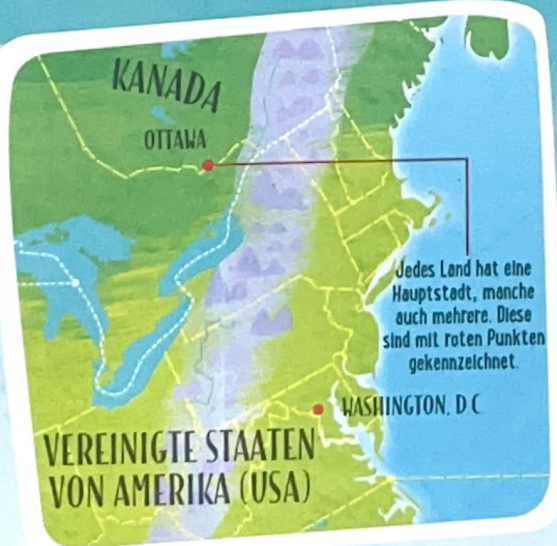 KANADA
OTTAWA
Jedes Land hat eine
Hauptstadt, manche
auch mehrere. Diese
sind mit roten Punkten
gekennzeichnet.
WASHINGTON, D.C.
VEREINIGTE STAATEN
VON AMERIKA (USA)